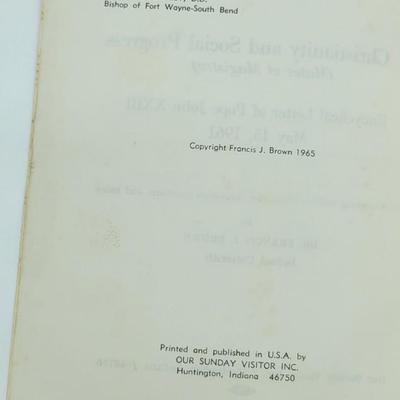 Bishop of Fort Wayne-South Bend
Christianity and Social Progress
(Mater et Magistra)
Encyclical Letter of Pope John XXIII
May 15, 1961
Copyright Francis J. Brown 1965
Printed and published in U.S.A. by
OUR SUNDAY VISITOR INC.
Huntington, Indiana 46750